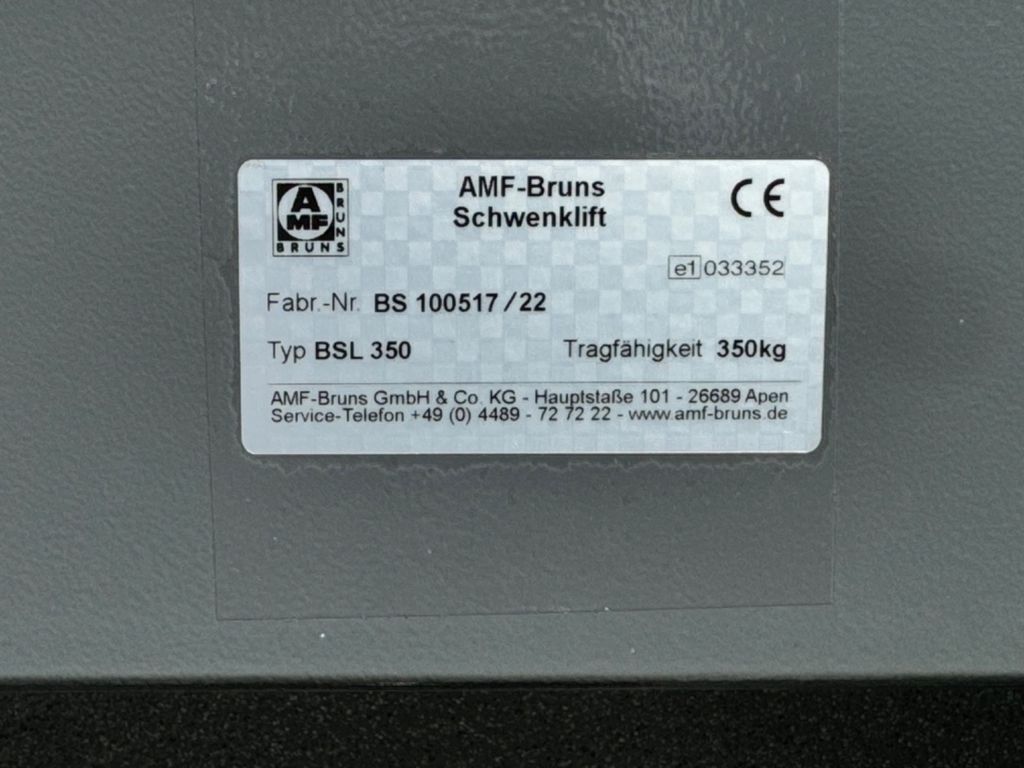 AMF
BRUNS
BRUNS
AMF-Bruns
Schwenklift
CE
e1 033352
Fabr.-Nr. BS 100517/22
Typ BSL 350 Tragfähigkeit 350kg
AMF-Bruns GmbH & Co. KG - Hauptstaße 101 - 26689 Apen
Service-Telefon +49 (0) 4489 - 72 72 22 - www.amf-bruns.de